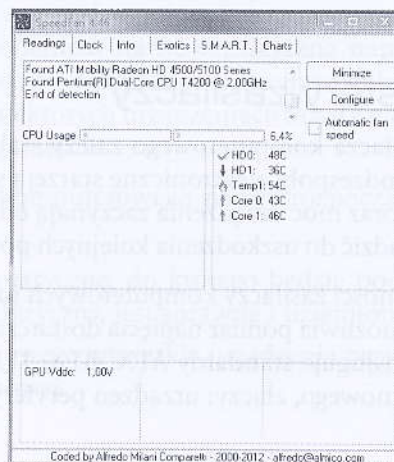 SpeedFan 4.46
Readings Clock Info Exotics S.M.A.R.T. Charts
Found ATI Mobility Radeon HD 4500/5100 Series
Found Pentium(R) Dual-Core CPU T4200 @ 2.00GHz
End of detection
Minimize
Configure
Automatic fan speed
CPU Usage 6,4%
HD0: 48C
HD1: 36C
Temp1: 54C
Core 0: 43C
Core 1: 46C
GPU Vddc: 1,00V
Coded by Alfredo Milani Comparetti - 2000-2012 - alfredo@almico.com